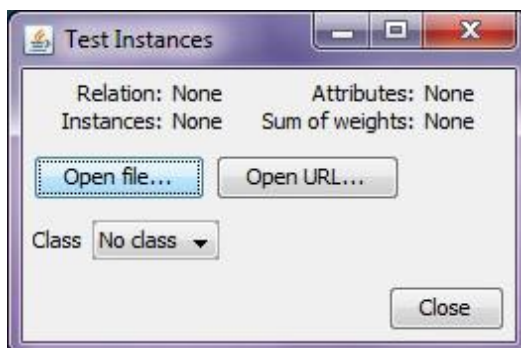 Test Instances
Relation: None Attributes: None
Instances: None Sum of weights: None
Open file... Open URL...
Class No class
Close